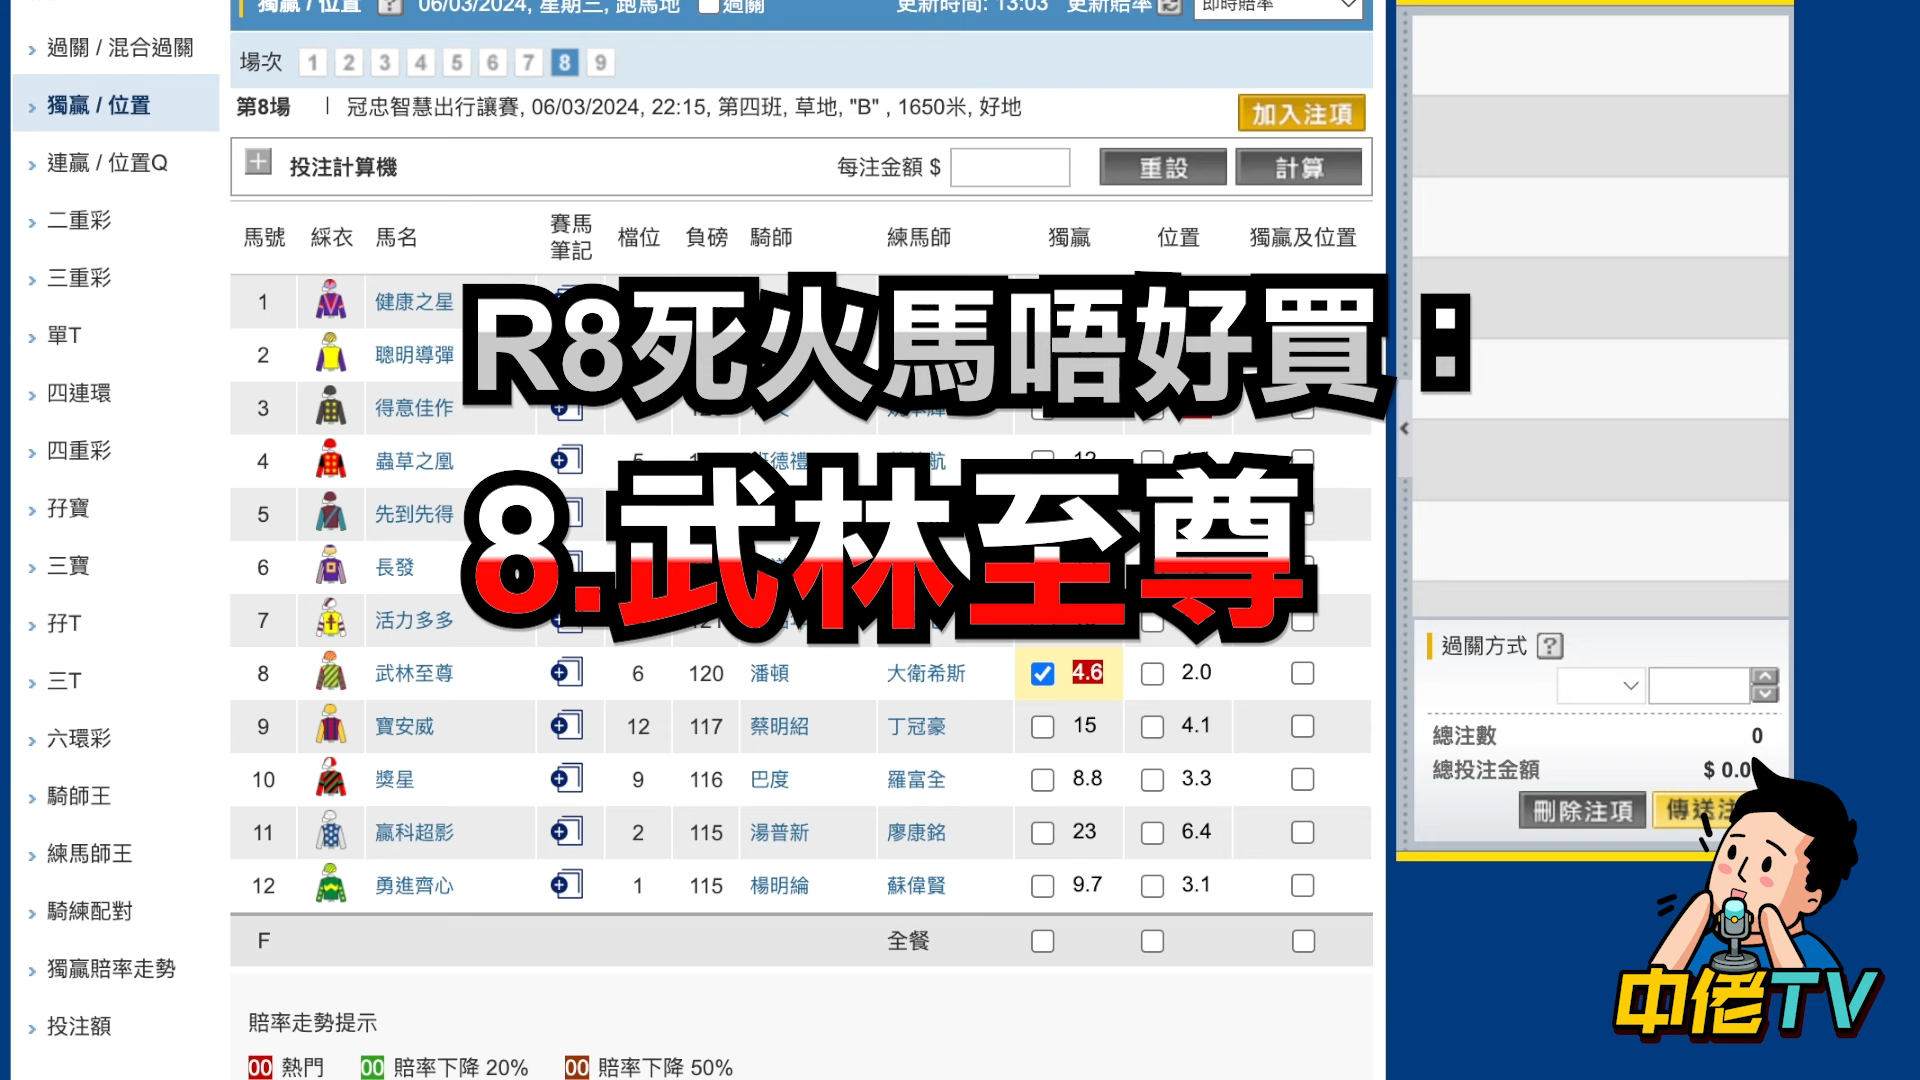 獨贏 / 位置 ? 06/03/2024, 星期三, 跑馬地 過關 更新時間: 13:03 更新賠率 即時賠率
過關 / 混合過關
獨贏 / 位置
連贏 / 位置Q
二重彩
三重彩
單T
四連環
四重彩
孖寶
三寶
孖T
三T
六環彩
騎師王
練馬師王
騎練配對
獨贏賠率走勢
投注額
場次 1 2 3 4 5 6 7 8 9
第8場 | 冠忠智慧出行讓賽, 06/03/2024, 22:15, 第四班, 草地, "B" , 1650米, 好地
加入注項
投注計算機 每注金額 $ 重設 計算
馬號 綵衣 馬名 賽馬筆記 檔位 負磅 騎師 練馬師 獨贏 位置 獨贏及位置
1 健康之星
2 聰明導彈
3 得意佳作
4 蟲草之凰
5 先到先得
6 長發
7 活力多多
8 武林至尊 6 120 潘頓 大衛希斯 4.6 2.0
9 寶安威 12 117 蔡明紹 丁冠豪 15 4.1
10 獎星 9 116 巴度 羅富全 8.8 3.3
11 贏科超影 2 115 湯普新 廖康銘 23 6.4
12 勇進齊心 1 115 楊明綸 蘇偉賢 9.7 3.1
F 全餐
R8死火馬唔好買：
8.武林至尊
賠率走勢提示
00 熱門 00 賠率下降 20% 00 賠率下降 50%
過關方式 ?
總注數 0
總投注金額 $ 0.0
刪除注項 傳送注
中佬TV